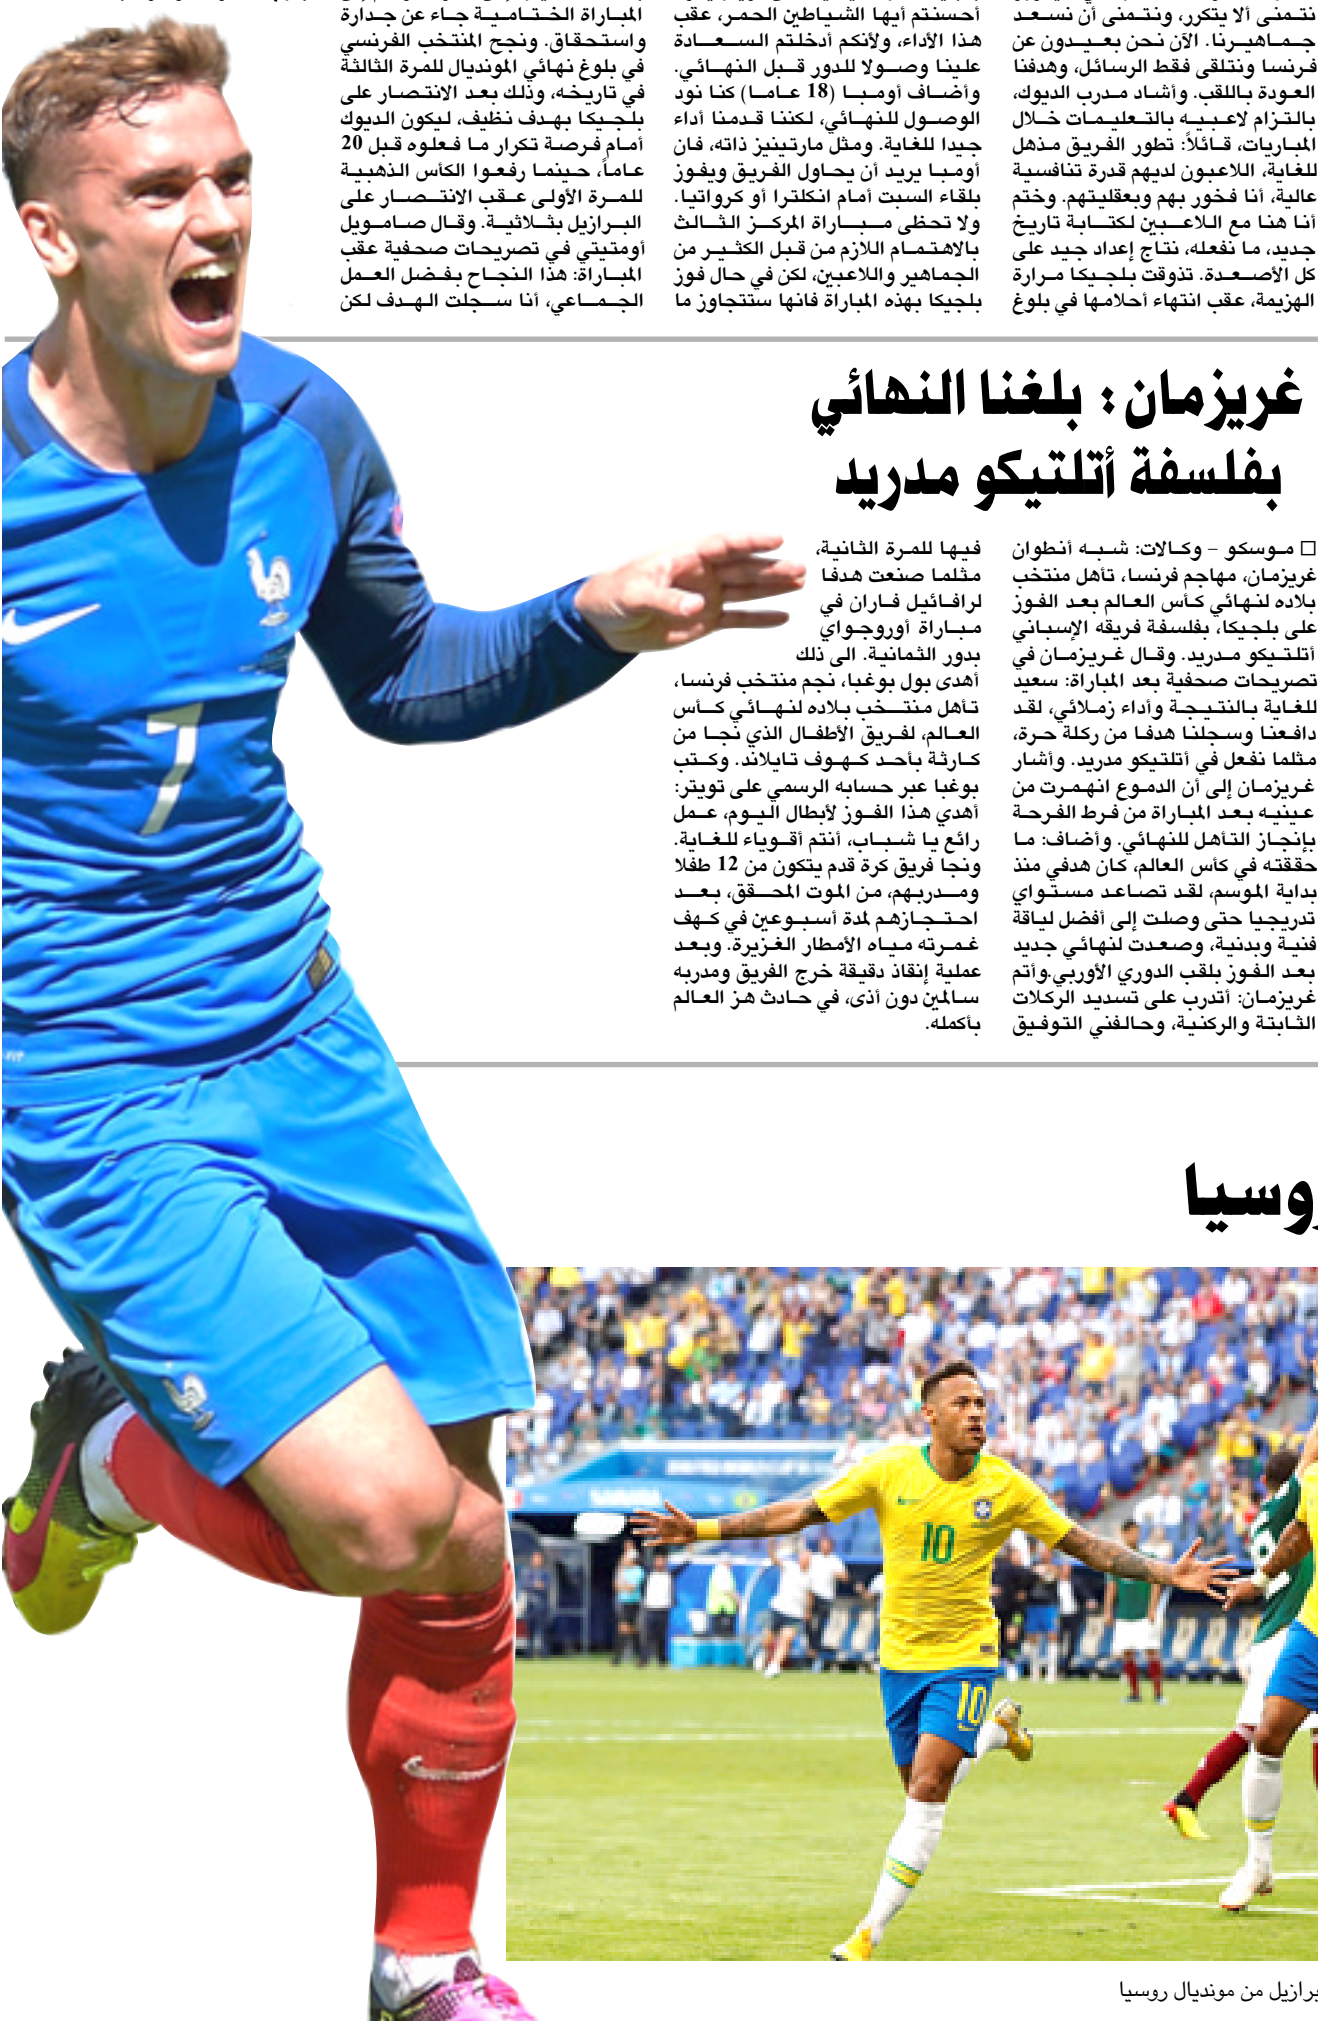 نتمنى ألا يتكرر، ونتمنى أن نسعد
جماهيرنا. الآن نحن بعيدون عن
فرنسا ونتلقى فقط الرسائل، وهدفنا
العودة باللقب. وأشاد مدرب الديوك،
بالتزام لاعبيه بالتعليمات خلال
المباريات، قائلاً: تطور الفريق مذهل
للغاية، اللاعبون لديهم قدرة تنافسية
عالية، أنا فخور بهم وبعقليتهم. وختم
أنا هنا مع اللاعبين لكتابة تاريخ
جديد، ما نفعله، نتاج إعداد جيد على
كل الأصعدة. تذوقت بلجيكا مرارة
الهزيمة، عقب انتهاء أحلامها في بلوغ
أحسنتم أيها الشياطين الحمر، عقب
هذا الأداء، ولأنكم أدخلتم السعادة
علينا وصولا للدور قبل النهائي.
وأضاف أومبا (18 عاما) كنا نود
الوصول للنهائي، لكننا قدمنا أداء
جيدا للغاية. ومثل مارتينيز ذاته، فان
أومبا يريد أن يحاول الفريق ويفوز
بلقاء السبت أمام انكلترا أو كرواتيا.
ولا تحظى مباراة المركز الثالث
بالاهتمام اللازم من قبل الكثير من
الجماهير واللاعبين، لكن في حال فوز
بلجيكا بهذه المباراة فانها ستتجاوز ما
المباراة الختامية جاء عن جدارة
واستحقاق. ونجح المنتخب الفرنسي
في بلوغ نهائي المونديال للمرة الثالثة
في تاريخه، وذلك بعد الانتصار على
بلجيكا بهدف نظيف، ليكون الديوك
أمام فرصة تكرار ما فعلوه قبل 20
عاماً، حينما رفعوا الكأس الذهبية
للمرة الأولى عقب الانتصار على
البرازيل بثلاثية. وقال صامويل
أومتيتي في تصريحات صحفية عقب
المباراة: هذا النجاح بفضل العمل
الجماعي، أنا سجلت الهدف لكن
غريزمان : بلغنا النهائي
بفلسفة أتلتيكو مدريد
□ موسكو – وكالات: شبه أنطوان
غريزمان، مهاجم فرنسا، تأهل منتخب
بلاده لنهائي كأس العالم بعد الفوز
على بلجيكا، بفلسفة فريقه الإسباني
أتلتيكو مدريد. وقال غريزمان في
تصريحات صحفية بعد المباراة: سعيد
للغاية بالنتيجة وأداء زملائي، لقد
دافعنا وسجلنا هدفا من ركلة حرة،
مثلما نفعل في أتلتيكو مدريد. وأشار
غريزمان إلى أن الدموع انهمرت من
عينيه بعد المباراة من فرط الفرحة
بإنجاز التأهل للنهائي. وأضاف: ما
حققته في كأس العالم، كان هدفي منذ
بداية الموسم، لقد تصاعد مستواي
تدريجيا حتى وصلت إلى أفضل لياقة
فنية وبدنية، وصعدت لنهائي جديد
بعد الفوز بلقب الدوري الأوربي.وأتم
غريزمان: أتدرب على تسديد الركلات
الثابتة والركنية، وحالفني التوفيق
فيها للمرة الثانية،
مثلما صنعت هدفا
لرافائيل فاران في
مباراة أوروجواي
بدور الثمانية. الى ذلك
أهدى بول بوغبا، نجم منتخب فرنسا،
تأهل منتخب بلاده لنهائي كأس
العالم، لفريق الأطفال الذي نجا من
كارثة بأحد كهوف تايلاند. وكتب
بوغبا عبر حسابه الرسمي على تويتر:
أهدي هذا الفوز لأبطال اليوم، عمل
رائع يا شباب، أنتم أقوياء للغاية.
ونجا فريق كرة قدم يتكون من 12 طفلا
ومدربهم، من الموت المحقق، بعد
احتجازهم لمدة أسبوعين في كهف
غمرته مياه الأمطار الغزيرة. وبعد
عملية إنقاذ دقيقة خرج الفريق ومدربه
سالمين دون أذى، في حادث هز العالم
بأكمله.
7
روسيا
SAMARA
10
10
برازيل من مونديال روسيا